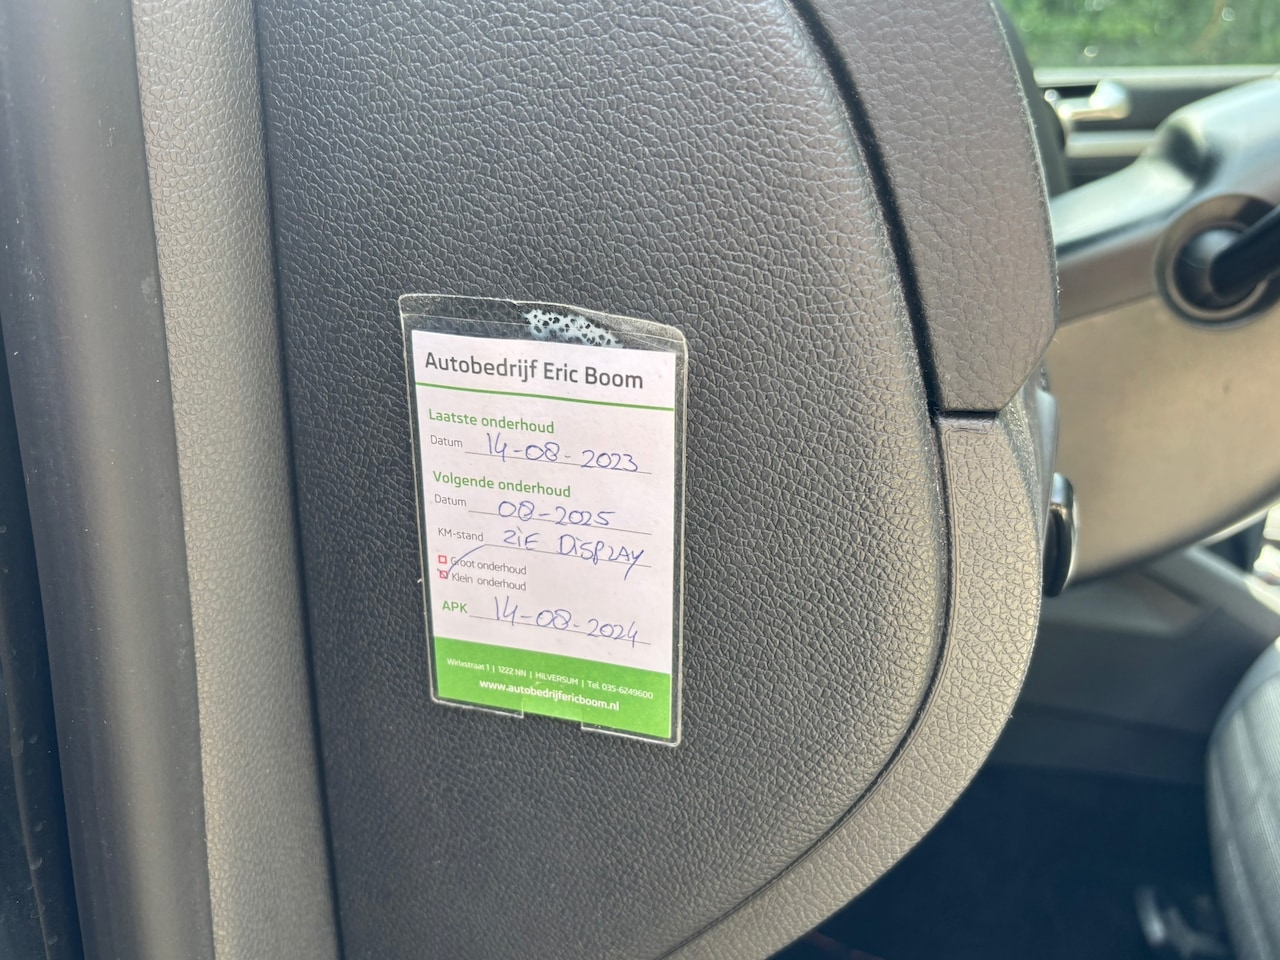 Autobedrijf Eric Boom
Laatste onderhoud
Datum 14-08-2023
Volgende onderhoud
Datum 08-2025
KM-stand ZIE DISPLAY
Groot onderhoud
Klein onderhoud
APK 14-08-2024
Wirixstraat 1 | 1222 NN | HILVERSUM | Tel. 035-6249600
www.autobedrijfericboom.nl